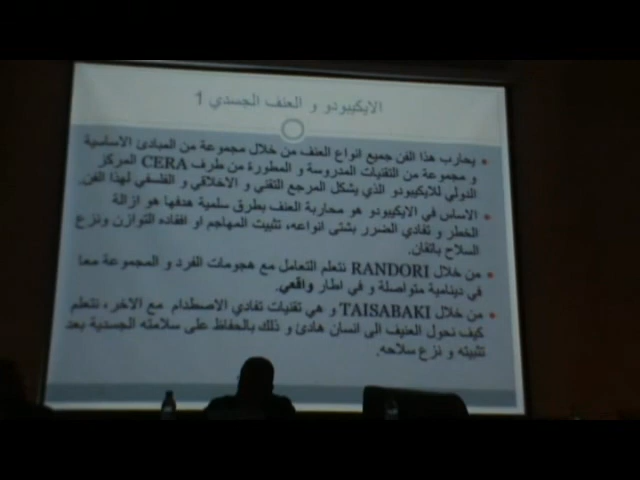 الايكيبودو و العنف الجسدي 1
يحارب هذا الفن جميع انواع العنف من خلال مجموعة من المبادئ الاساسية
و مجموعة من التقنيات المدروسة و المطورة من طرف CERA المركز
الدولي للايكيبودو الذي يشكل المرجع التقني و الاخلاقي و الفلسفي لهذا الفن.
الاساس في الايكيبودو هو محاربة العنف بطرق سلمية هدفها هو ازالة
الخطر و تفادي الضرر بشتى انواعه، تثبيت المهاجم او افقاده التوازن ونزع
السلاح باتقان.
من خلال RANDORI نتعلم التعامل مع هجومات الفرد و المجموعة معا
في دينامية متواصلة و في اطار واقعي.
من خلال TAISABAKI و هي تقنيات تفادي الاصطدام مع الاخر، نتعلم
كيف نحول العنيف الى انسان هادئ و ذلك بالحفاظ على سلامته الجسدية بعد
تثبيته و نزع سلاحه.